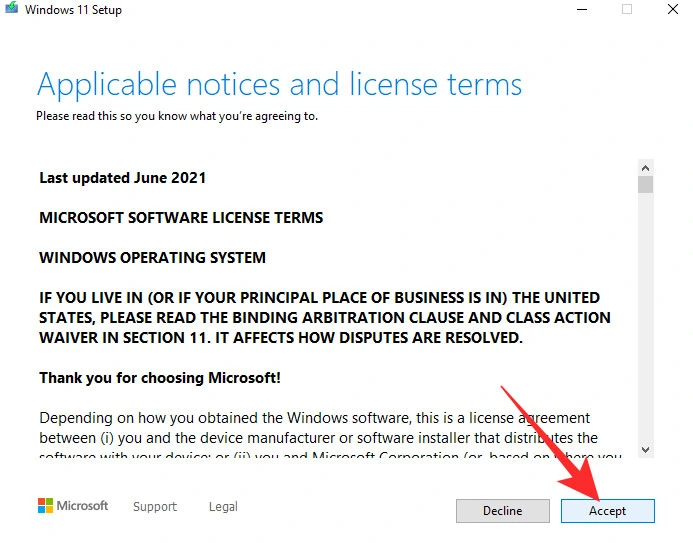 Windows 11 Setup
Applicable notices and license terms
Please read this so you know what you're agreeing to.
Last updated June 2021
MICROSOFT SOFTWARE LICENSE TERMS
WINDOWS OPERATING SYSTEM
IF YOU LIVE IN (OR IF YOUR PRINCIPAL PLACE OF BUSINESS IS IN) THE UNITED
STATES, PLEASE READ THE BINDING ARBITRATION CLAUSE AND CLASS ACTION
WAIVER IN SECTION 11. IT AFFECTS HOW DISPUTES ARE RESOLVED.
Thank you for choosing Microsoft!
Depending on how you obtained the Windows software, this is a license agreement
between (i) you and the device manufacturer or software installer that distributes the
software with your device; or (ii) you and Microsoft Corporation (or, based on where you
Microsoft Support Legal
Decline Accept